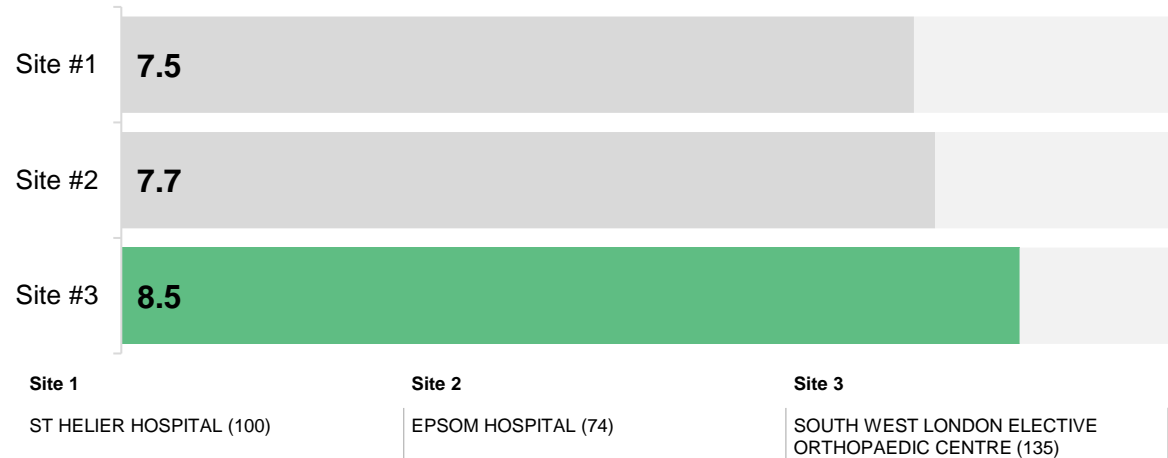 Site #1 7.5
Site #2 7.7
Site #3 8.5
Site 1 Site 2 Site 3
ST HELIER HOSPITAL (100) EPSOM HOSPITAL (74) SOUTH WEST LONDON ELECTIVE
ORTHOPAEDIC CENTRE (135)